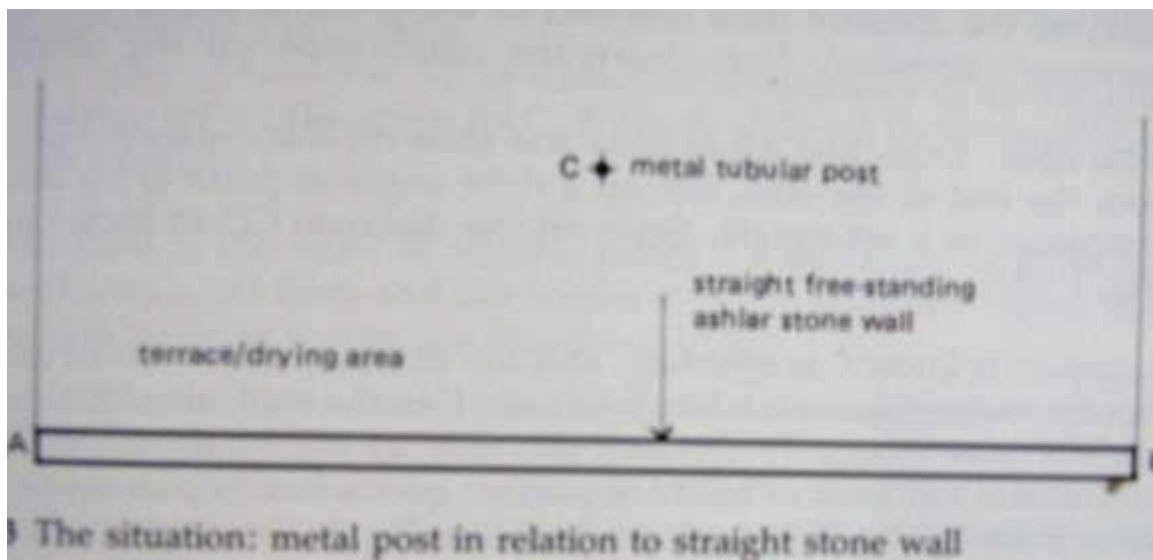 C metal tubular post
straight free-standing
ashlar stone wall
terrace/drying area
A
The situation: metal post in relation to straight stone wall